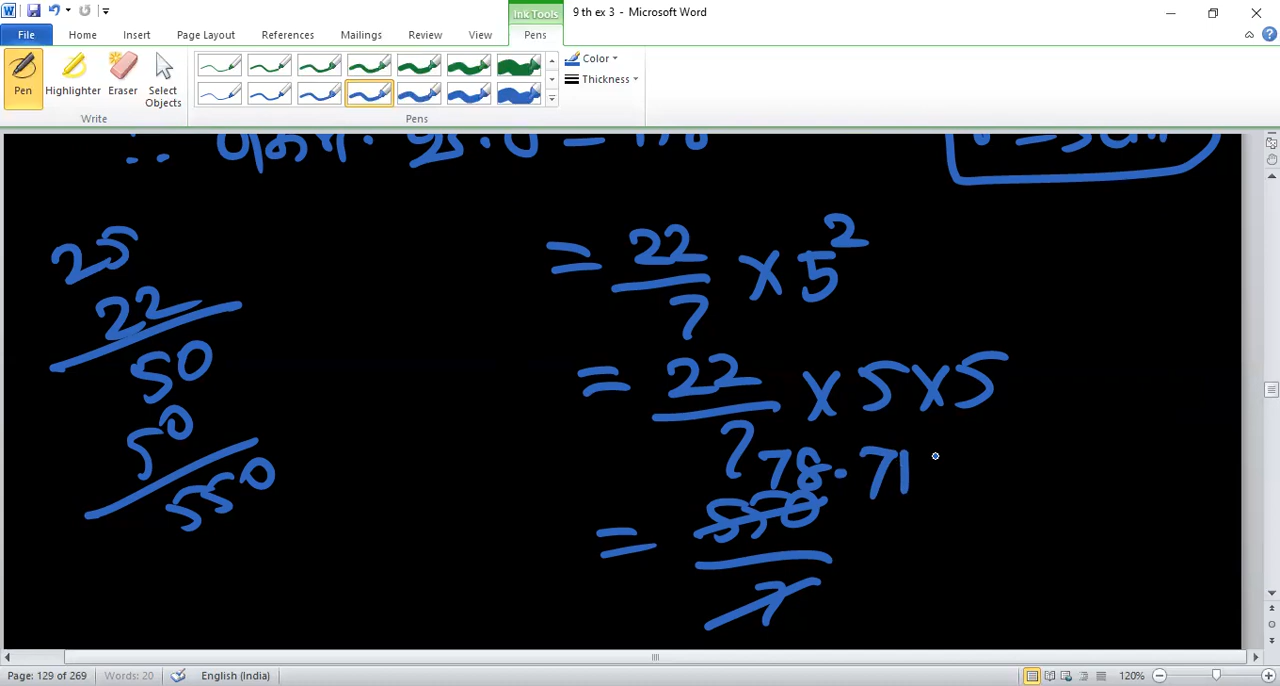 9 th ex 3 - Microsoft Word
Ink Tools
File Home Insert Page Layout References Mailings Review View Pens
Pen Highlighter Eraser Select Objects
Color
Thickness
Write Pens
25
22
50
50
550
= 22/7 × 5²
= 22/7 × 5 × 5
78.71
= 550/7
Page: 129 of 269 Words: 20 English (India) 120%